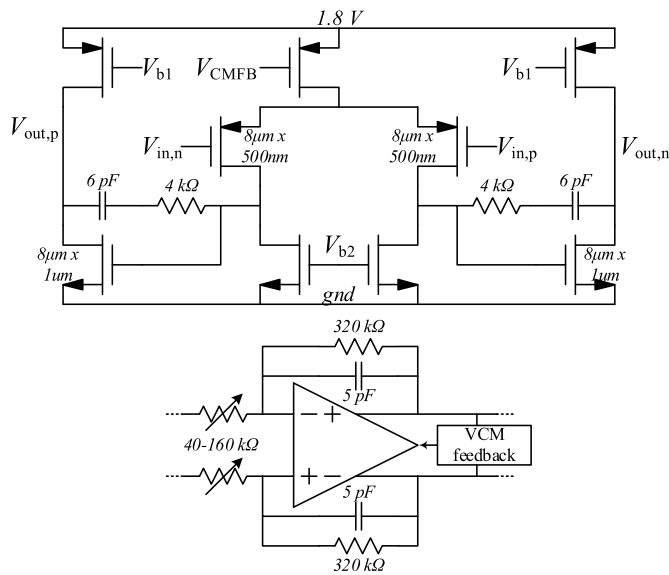 1.8 V
V_b1
V_CMFB
V_b1
V_out,p
V_in,n
8μm x
500nm
8μm x
500nm
V_in,p
V_out,n
6 pF
4 kΩ
4 kΩ
6 pF
8μm x
1um
V_b2
8μm x
1um
gnd
320 kΩ
5 pF
40-160 kΩ
− +
+ −
VCM
feedback
5 pF
320 kΩ